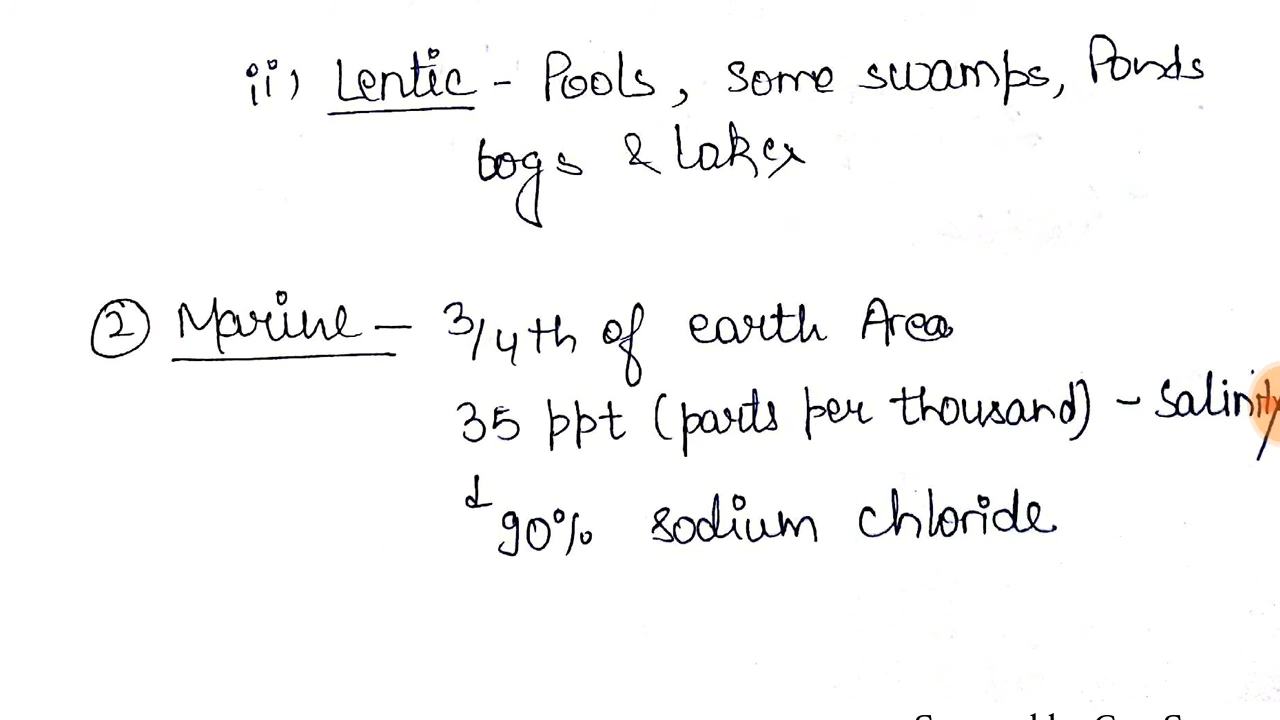 ii) Lentic - Pools, some swamps, Ponds
bogs & lakes
② Marine - 3/4th of earth Area
35 ppt (parts per thousand) - Salinity
90% sodium chloride